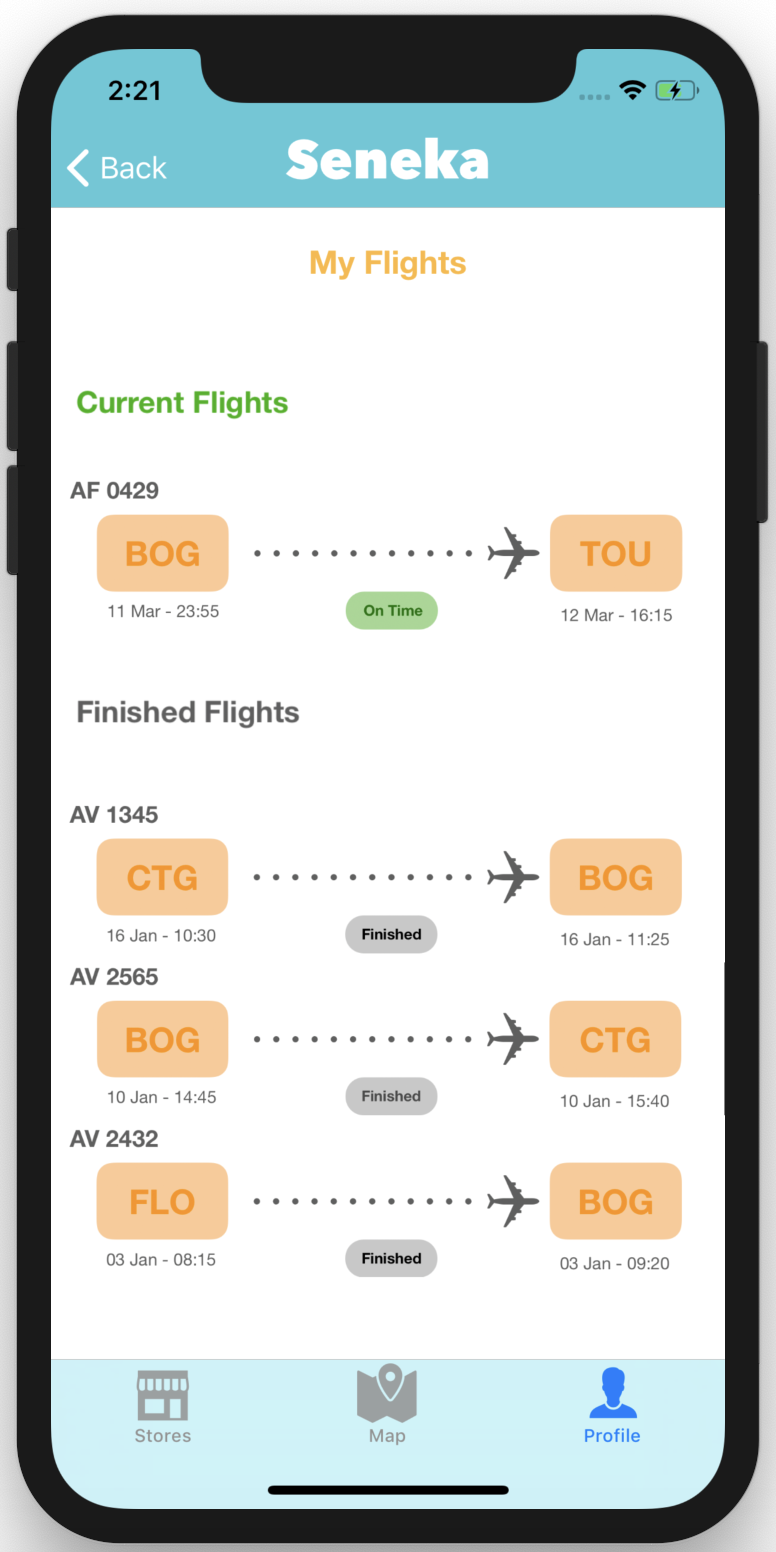 2:21
Back
Seneka
My Flights
Current Flights
AF 0429
BOG
TOU
11 Mar - 23:55
On Time
12 Mar - 16:15
Finished Flights
AV 1345
CTG
BOG
16 Jan - 10:30
Finished
16 Jan - 11:25
AV 2565
BOG
CTG
10 Jan - 14:45
Finished
10 Jan - 15:40
AV 2432
FLO
BOG
03 Jan - 08:15
Finished
03 Jan - 09:20
Stores
Map
Profile